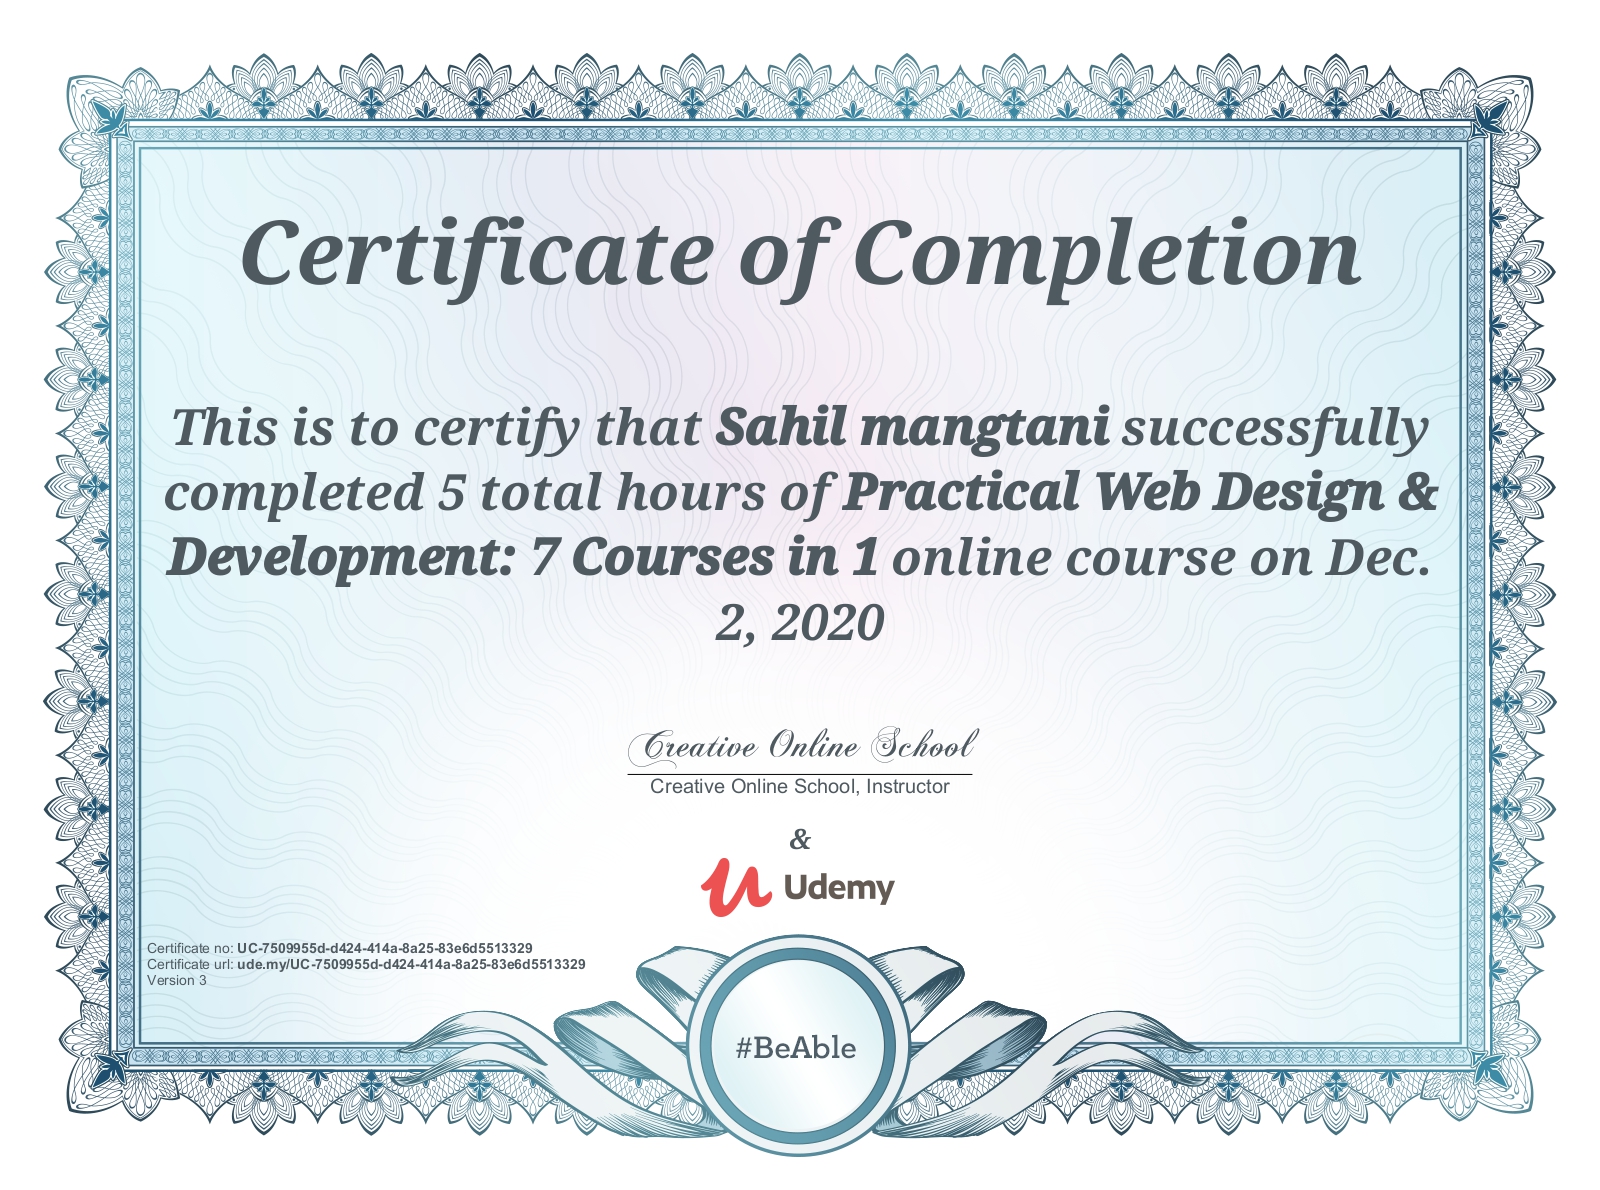 Certificate of Completion
This is to certify that Sahil mangtani successfully
completed 5 total hours of Practical Web Design &
Development: 7 Courses in 1 online course on Dec.
2, 2020
Creative Online School
Creative Online School, Instructor
&
Udemy
Certificate no: UC-7509955d-d424-414a-8a25-83e6d5513329
Certificate url: ude.my/UC-7509955d-d424-414a-8a25-83e6d5513329
Version 3
#BeAble